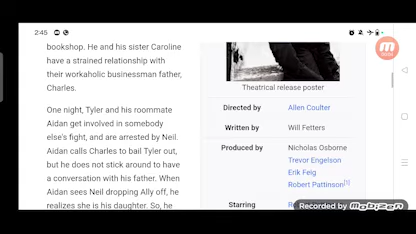 2:45
bookshop. He and his sister Caroline
have a strained relationship with
their workaholic businessman father,
Charles.
One night, Tyler and his roommate
Aidan get involved in somebody
else's fight, and are arrested by Neil.
Aidan calls Charles to bail Tyler out,
but he does not stick around to have
a conversation with his father. When
Aidan sees Neil dropping Ally off, he
realizes she is his daughter. So, he
Theatrical release poster
Directed by Allen Coulter
Written by Will Fetters
Produced by Nicholas Osborne
Trevor Engelson
Erik Feig
Robert Pattinson[1]
Starring
Recorded by Mobizen